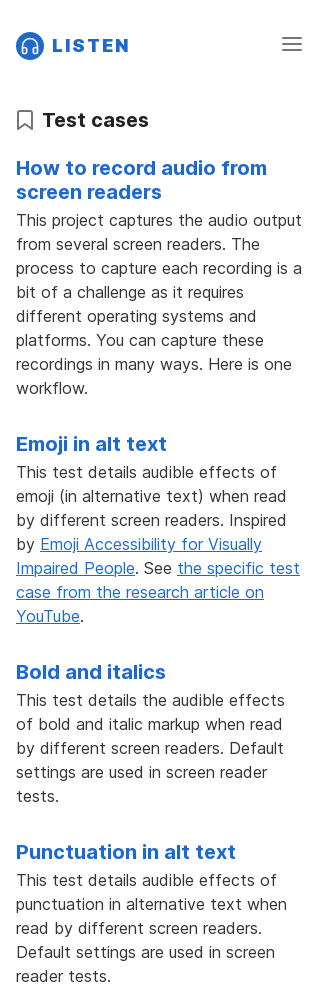 LISTEN
Test cases
How to record audio from
screen readers
This project captures the audio output
from several screen readers. The
process to capture each recording is a
bit of a challenge as it requires
different operating systems and
platforms. You can capture these
recordings in many ways. Here is one
workflow.
Emoji in alt text
This test details audible effects of
emoji (in alternative text) when read
by different screen readers. Inspired
by Emoji Accessibility for Visually
Impaired People. See the specific test
case from the research article on
YouTube.
Bold and italics
This test details the audible effects
of bold and italic markup when read
by different screen readers. Default
settings are used in screen reader
tests.
Punctuation in alt text
This test details audible effects of
punctuation in alternative text when
read by different screen readers.
Default settings are used in screen
reader tests.